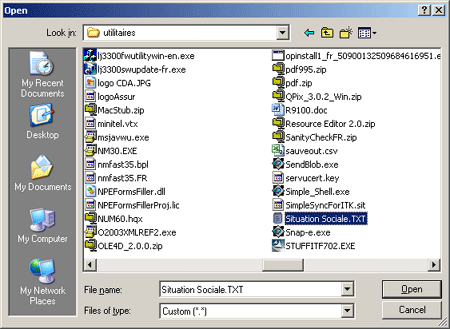 Open
Look in:
utilitaires
My Recent
Documents
Desktop
My Documents
My Computer
My Network
Places
lj3300fwutilitywin-en.exe
lj3300swupdate-fr.exe
logo CDA.JPG
logoAssur
MacStub.zip
minitel.vtx
msjavwu.exe
NM30.EXE
nmfast35.bpl
nmfast35.FR
NPEFormsFiller.dll
NPEFormsFillerProj.lic
NUM60.hqx
O2003XMLREF2.exe
OLE4D_2.0.0.zip
opinstall1_fr_50900132509684616951.e
pdf995.zip
pdf.zip
QPix_3.0.2_Win.zip
R9100.doc
Resource Editor 2.0.zip
SanityCheckFR.zip
sauveout.csv
SendBlob.exe
servucert.key
Simple_Shell.exe
SimpleSyncForITK.sit
Situation Sociale.TXT
Snap-e.exe
STUFFITF702.EXE
File name:
Situation Sociale.TXT
Open
Files of type:
Custom (*.*)
Cancel